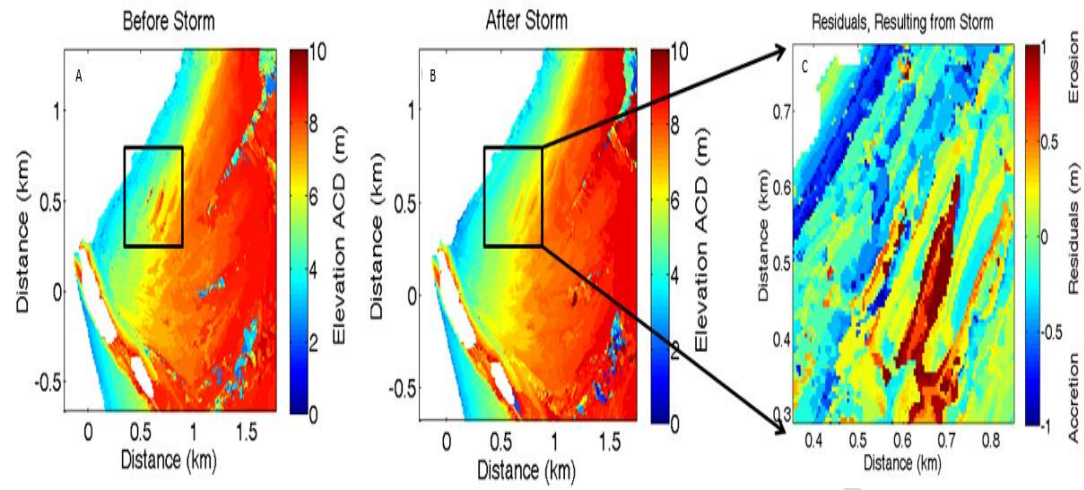 Before Storm
A
1
0.5
0
-0.5
Distance (km)
0 0.5 1 1.5
Distance (km)
10
8
6
4
2
0
Elevation ACD (m)
After Storm
B
1
0.5
0
-0.5
Distance (km)
0 0.5 1 1.5
Distance (km)
10
8
6
4
2
0
Elevation ACD (m)
Residuals, Resulting from Storm
C
0.7
0.6
0.5
0.4
0.3
Distance (km)
0.4 0.5 0.6 0.7 0.8
Distance (km)
1
0.5
0
-0.5
-1
Accretion Residuals (m) Erosion